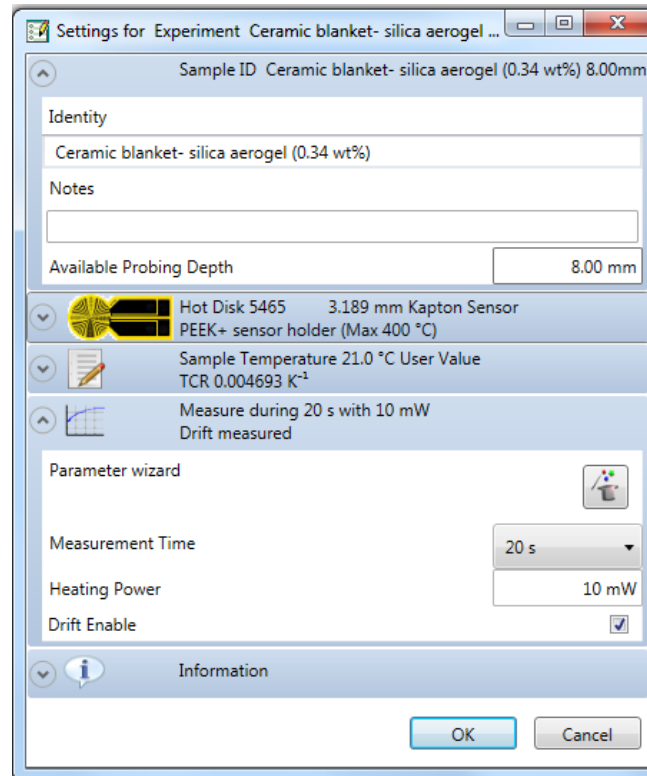 Settings for Experiment Ceramic blanket- silica aerogel ...
Sample ID Ceramic blanket- silica aerogel (0.34 wt%) 8.00mm
Identity
Ceramic blanket- silica aerogel (0.34 wt%)
Notes
Available Probing Depth 8.00 mm
Hot Disk 5465 3.189 mm Kapton Sensor
PEEK+ sensor holder (Max 400 °C)
Sample Temperature 21.0 °C User Value
TCR 0.004693 K⁻¹
Measure during 20 s with 10 mW
Drift measured
Parameter wizard
Measurement Time 20 s
Heating Power 10 mW
Drift Enable
Information
OK Cancel